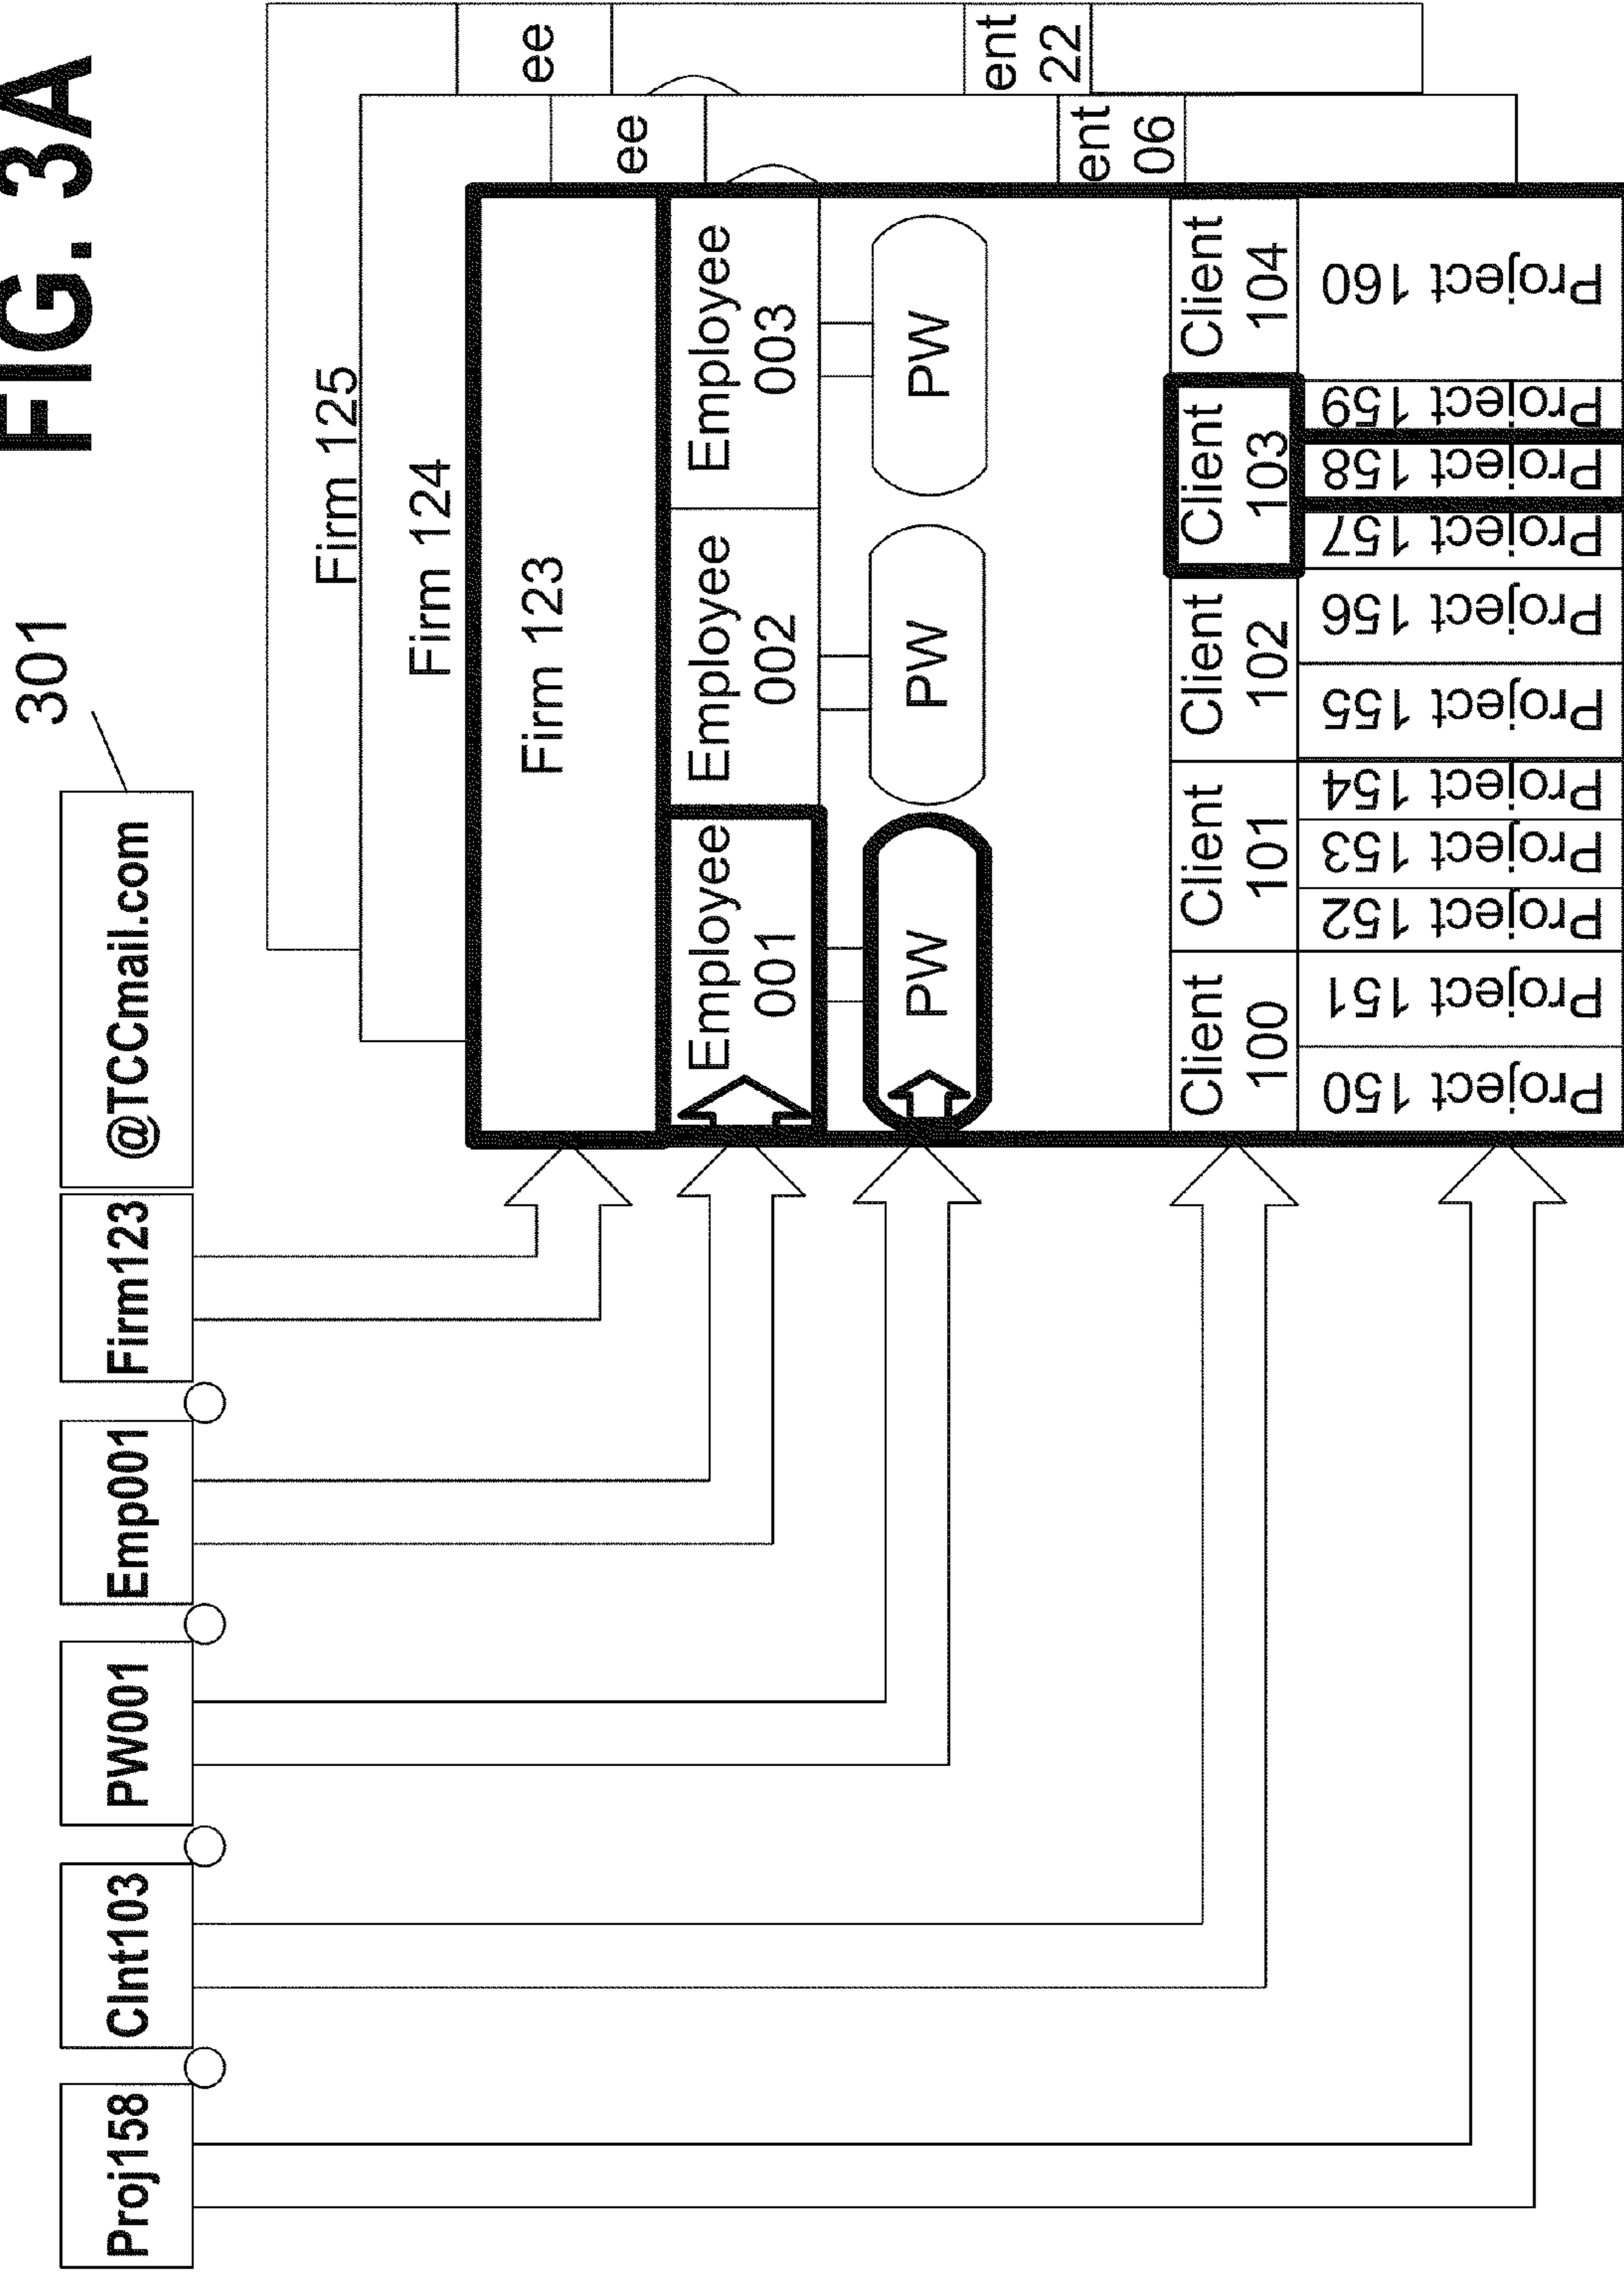 FIG. 3A
301
Proj158
Clnt103
PW001
Emp001
Firm123
@TCCmail.com
Firm 125
ee
ent
22
Firm 124
ee
ent
06
Firm 123
Employee
001
Employee
002
Employee
003
PW
PW
PW
Client
100
Client
101
Client
102
Client
103
Client
104
Project 150
Project 151
Project 152
Project 153
Project 154
Project 155
Project 156
Project 157
Project 158
Project 159
Project 160